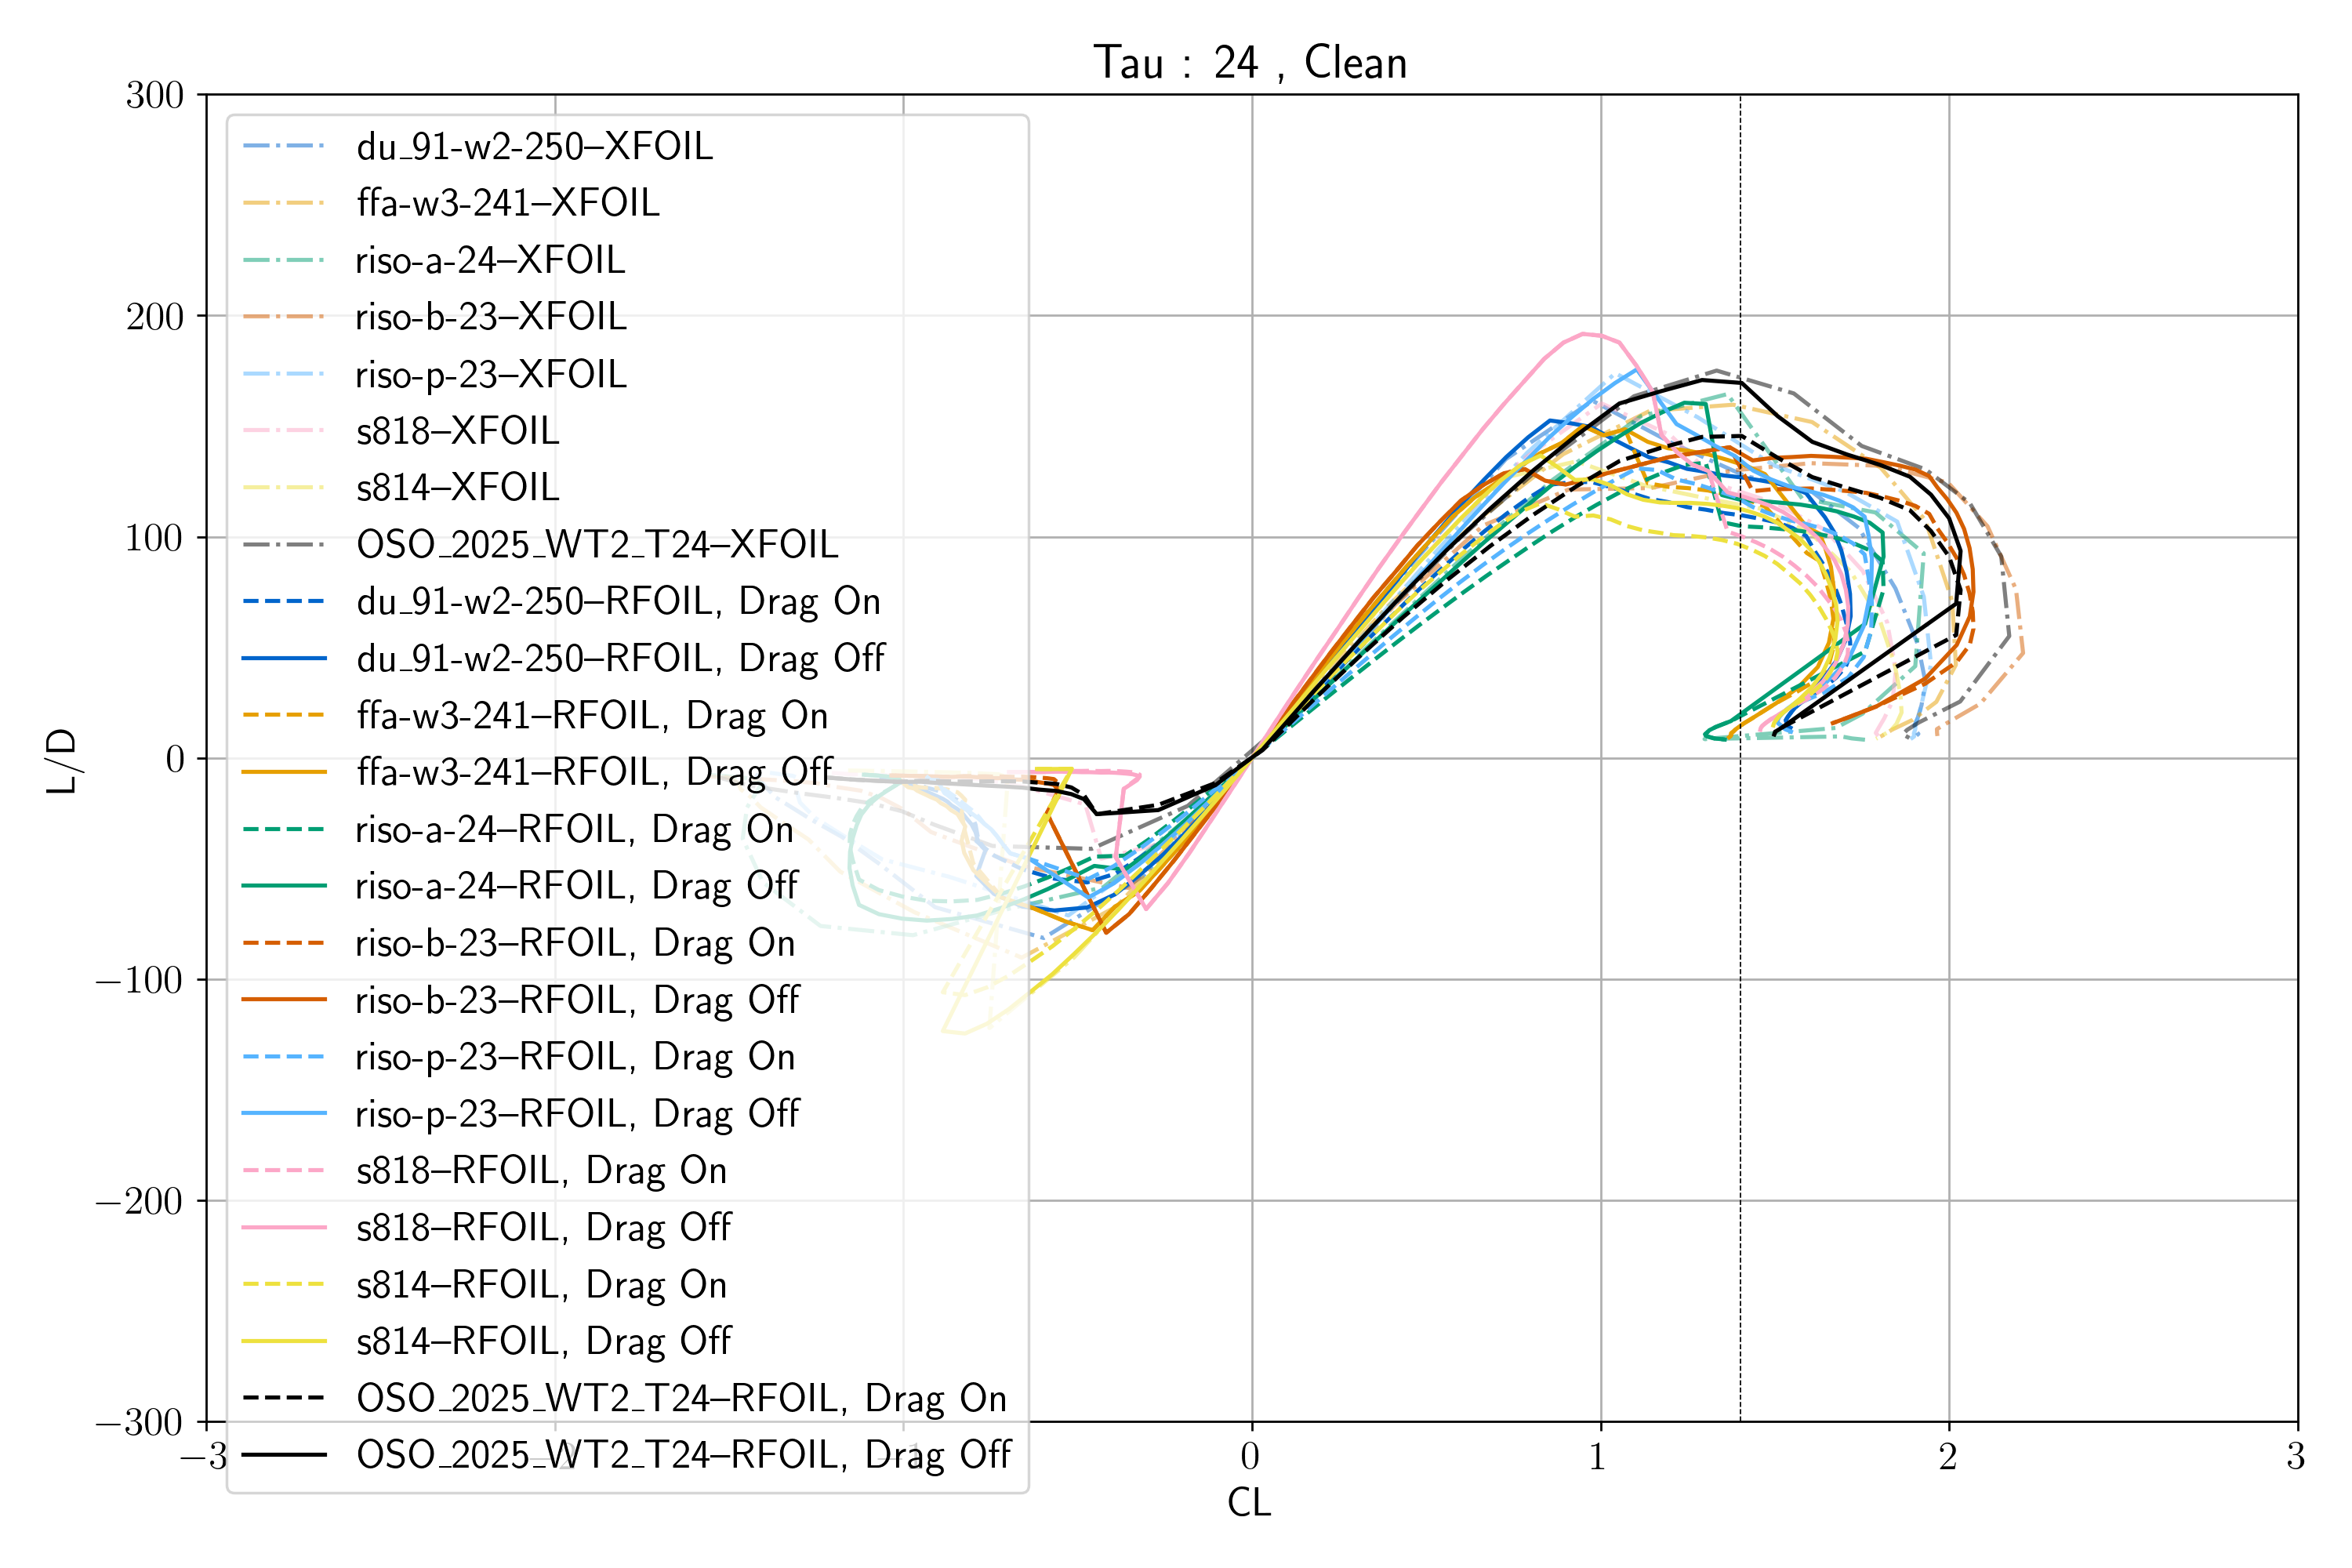 Tau : 24 , Clean
300
200
100
0
−100
−200
−300
L/D
du_91-w2-250–XFOIL
ffa-w3-241–XFOIL
riso-a-24–XFOIL
riso-b-23–XFOIL
riso-p-23–XFOIL
s818–XFOIL
s814–XFOIL
OSO_2025_WT2_T24–XFOIL
du_91-w2-250–RFOIL, Drag On
du_91-w2-250–RFOIL, Drag Off
ffa-w3-241–RFOIL, Drag On
ffa-w3-241–RFOIL, Drag Off
riso-a-24–RFOIL, Drag On
riso-a-24–RFOIL, Drag Off
riso-b-23–RFOIL, Drag On
riso-b-23–RFOIL, Drag Off
riso-p-23–RFOIL, Drag On
riso-p-23–RFOIL, Drag Off
s818–RFOIL, Drag On
s818–RFOIL, Drag Off
s814–RFOIL, Drag On
s814–RFOIL, Drag Off
OSO_2025_WT2_T24–RFOIL, Drag On
OSO_2025_WT2_T24–RFOIL, Drag Off
−3 −2 −1 0 1 2 3
CL